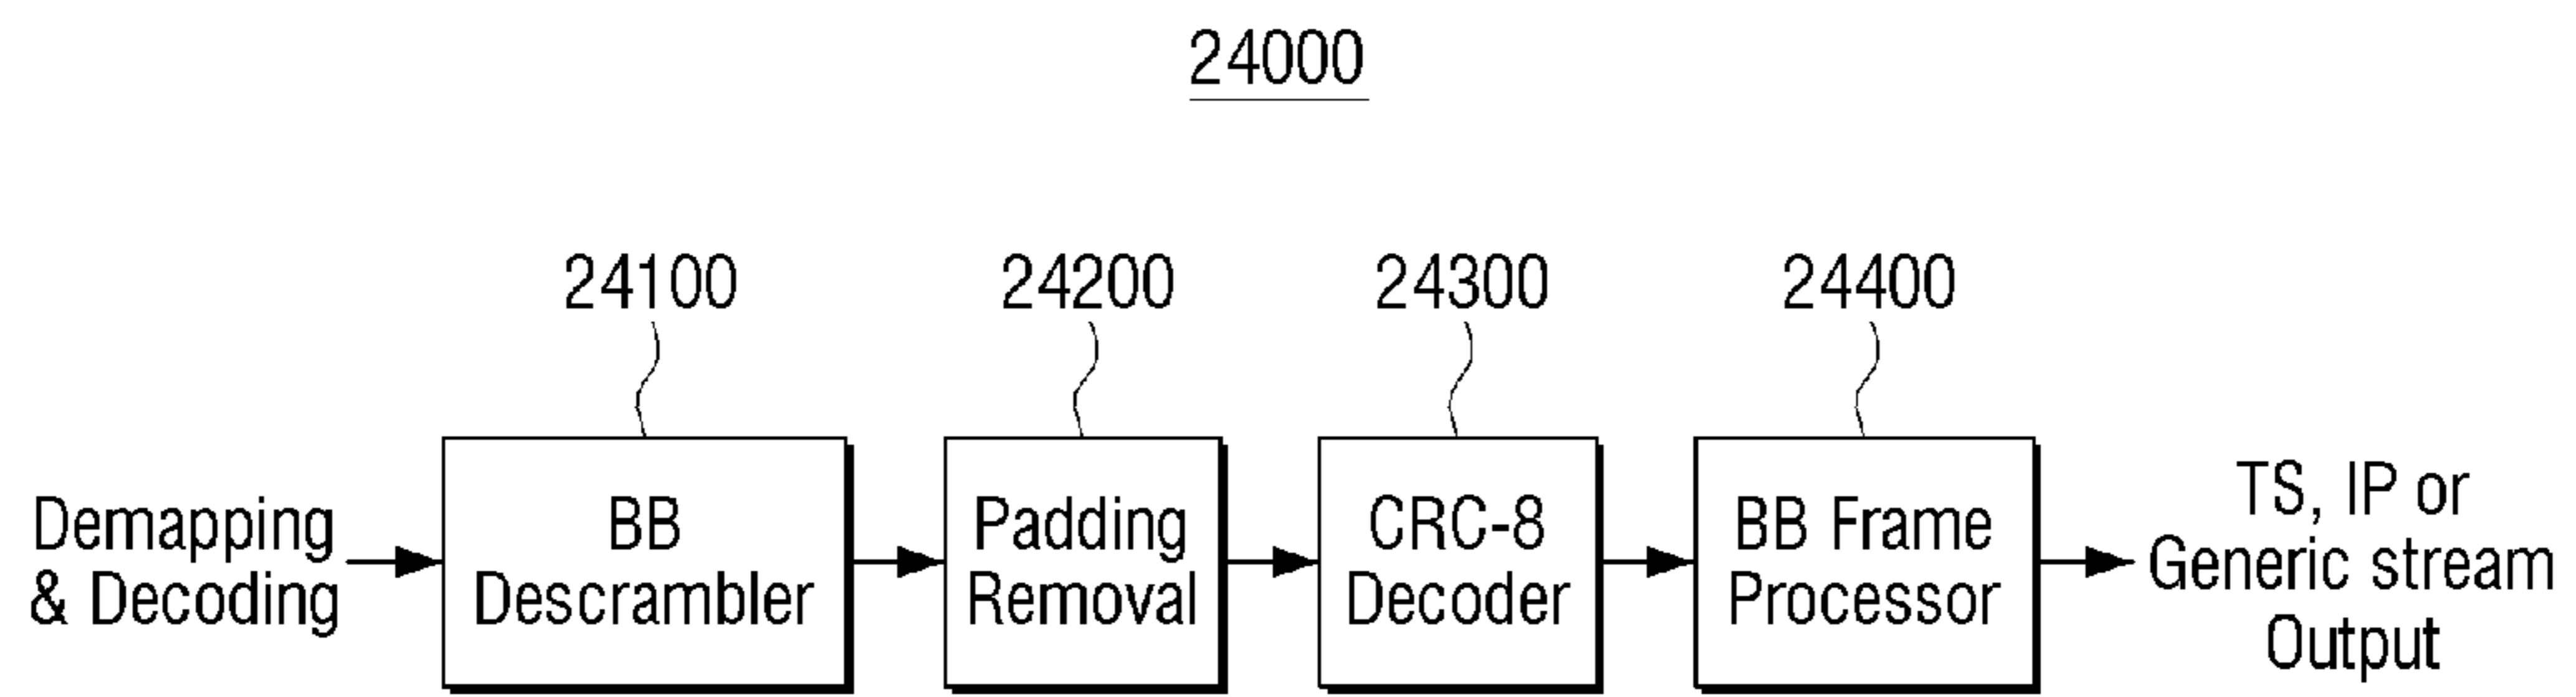 24000
24100
24200
24300
24400
Demapping
& Decoding
BB
Descrambler
Padding
Removal
CRC-8
Decoder
BB Frame
Processor
TS, IP or
Generic stream
Output